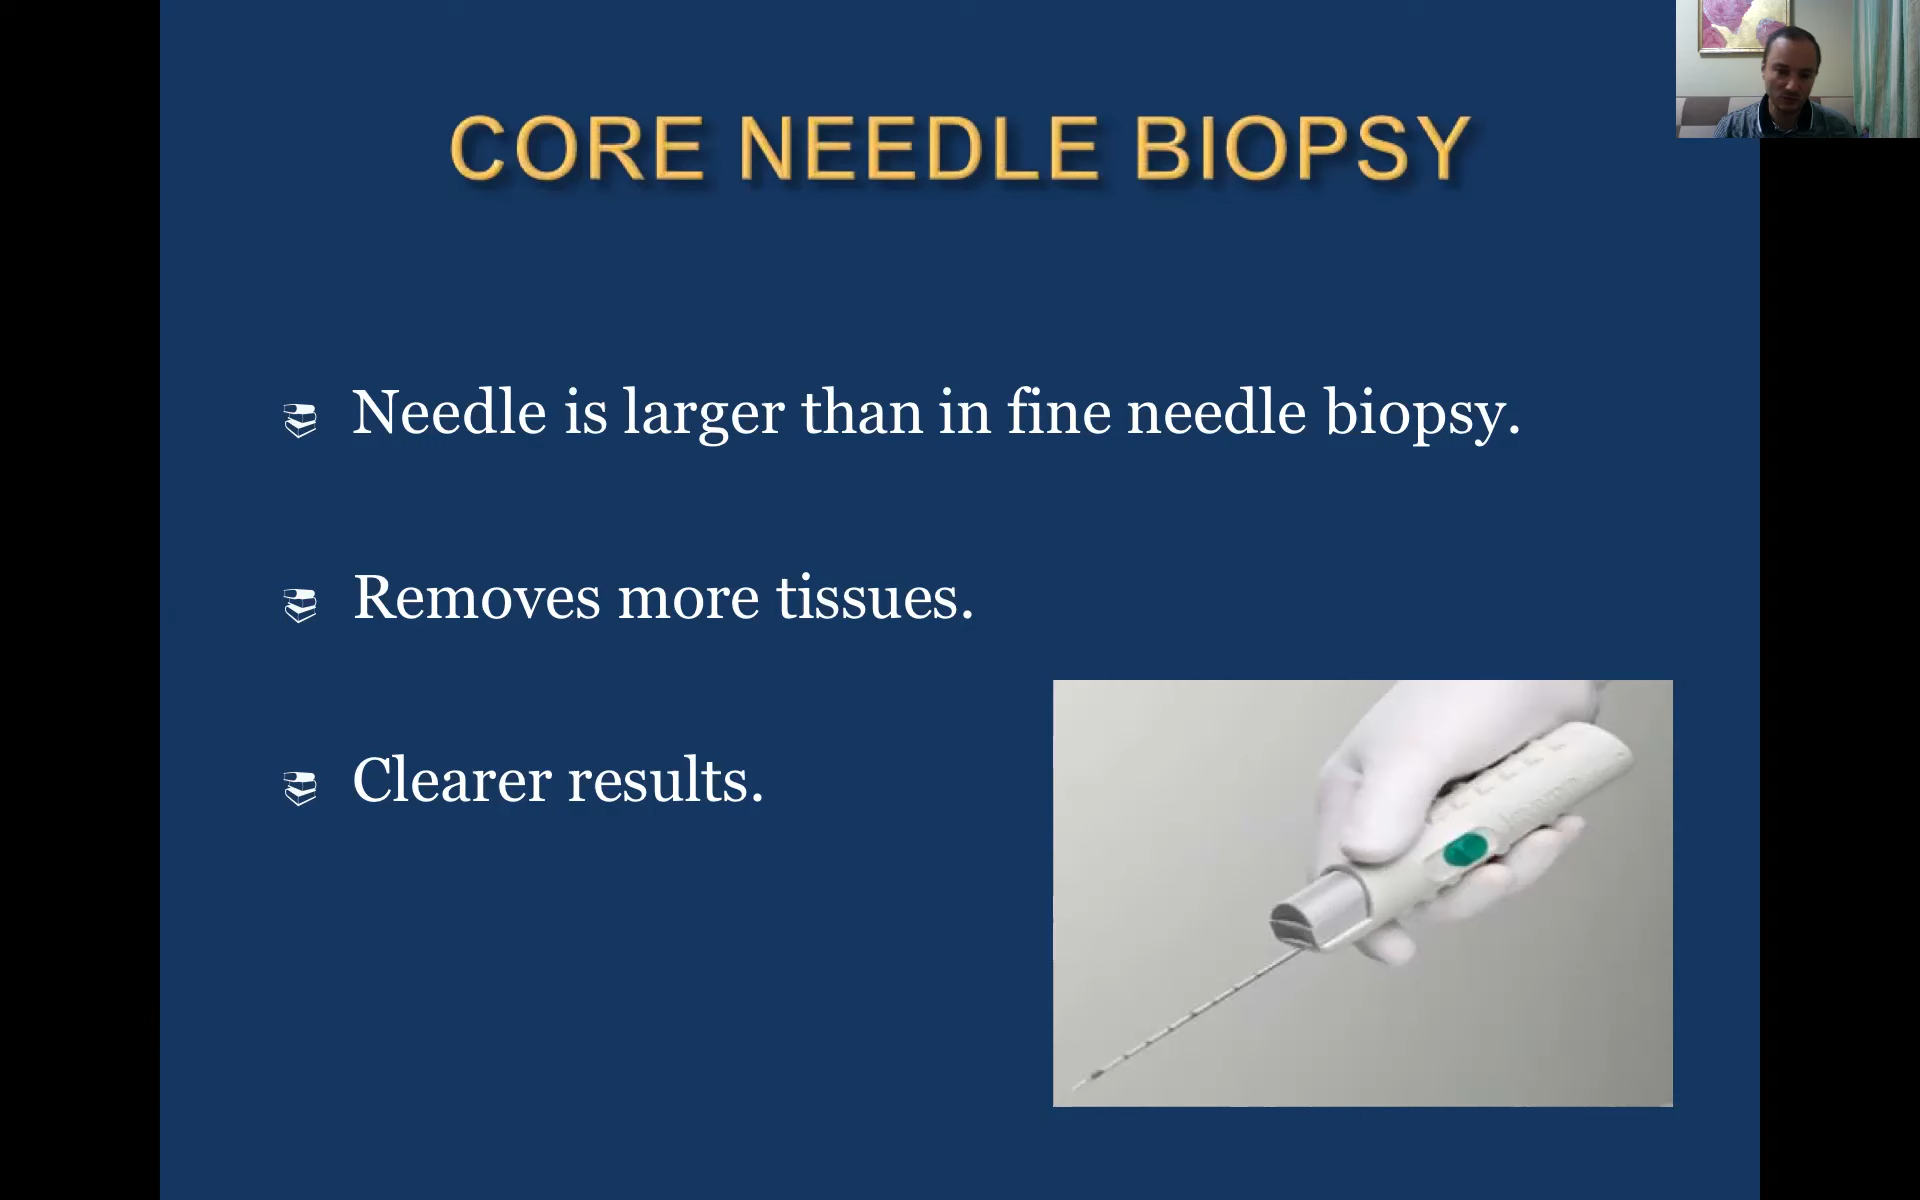 CORE NEEDLE BIOPSY
Needle is larger than in fine needle biopsy.
Removes more tissues.
Clearer results.